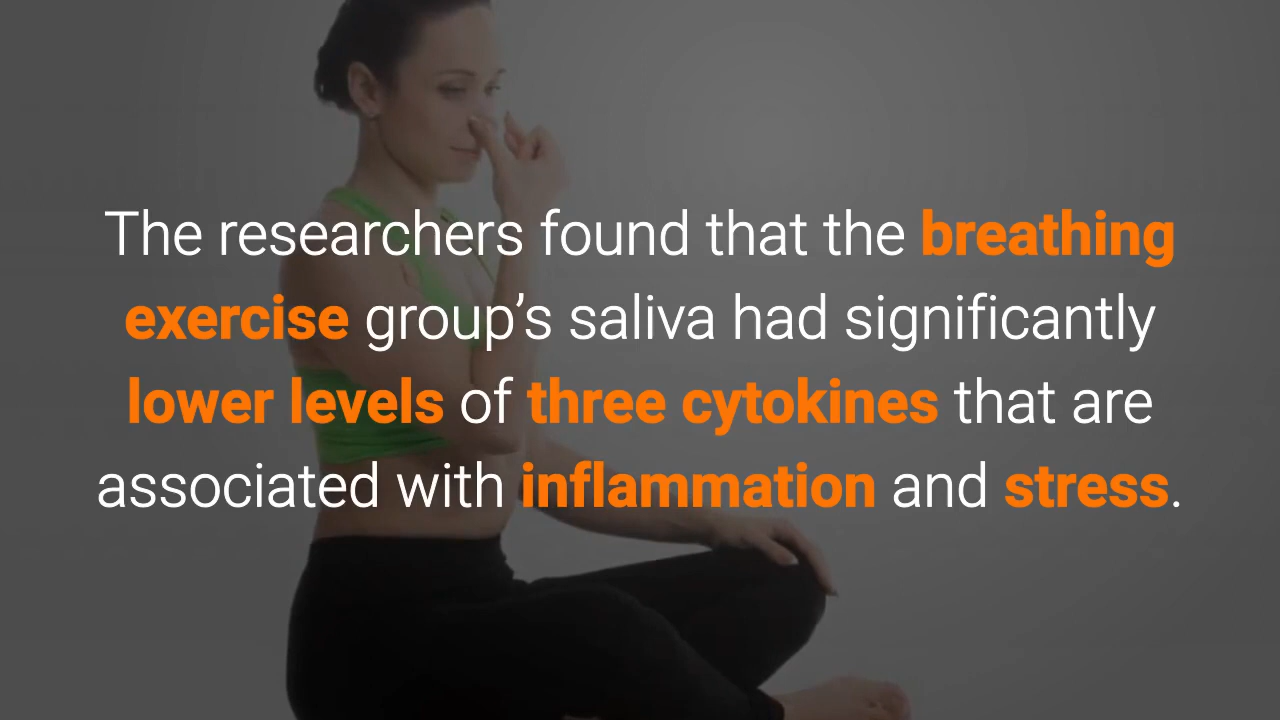 The researchers found that the breathing
exercise group’s saliva had significantly
lower levels of three cytokines that are
associated with inflammation and stress.